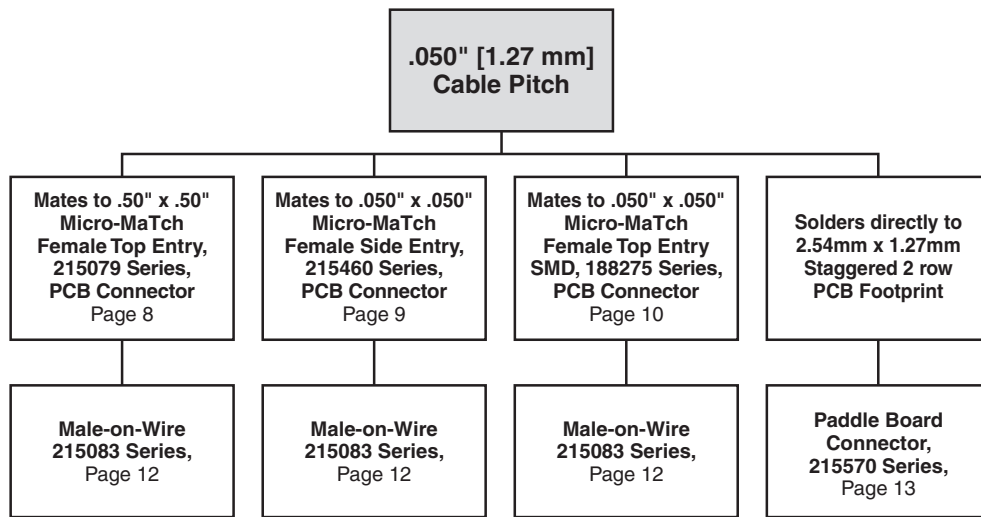 .050" [1.27 mm]
Cable Pitch
Mates to .50" x .50"
Micro-MaTch
Female Top Entry,
215079 Series,
PCB Connector
Page 8
Mates to .050" x .050"
Micro-MaTch
Female Side Entry,
215460 Series,
PCB Connector
Page 9
Mates to .050" x .050"
Micro-MaTch
Female Top Entry
SMD, 188275 Series,
PCB Connector
Page 10
Solders directly to
2.54mm x 1.27mm
Staggered 2 row
PCB Footprint
Male-on-Wire
215083 Series,
Page 12
Male-on-Wire
215083 Series,
Page 12
Male-on-Wire
215083 Series,
Page 12
Paddle Board
Connector,
215570 Series,
Page 13